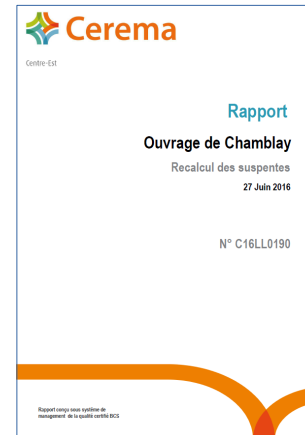 Cerema
Centre-Est
Rapport
Ouvrage de Chamblay
Recalcul des suspentes
27 Juin 2016
N° C16LL0190
Rapport conçu sous système de
management de la qualité certifié BCS